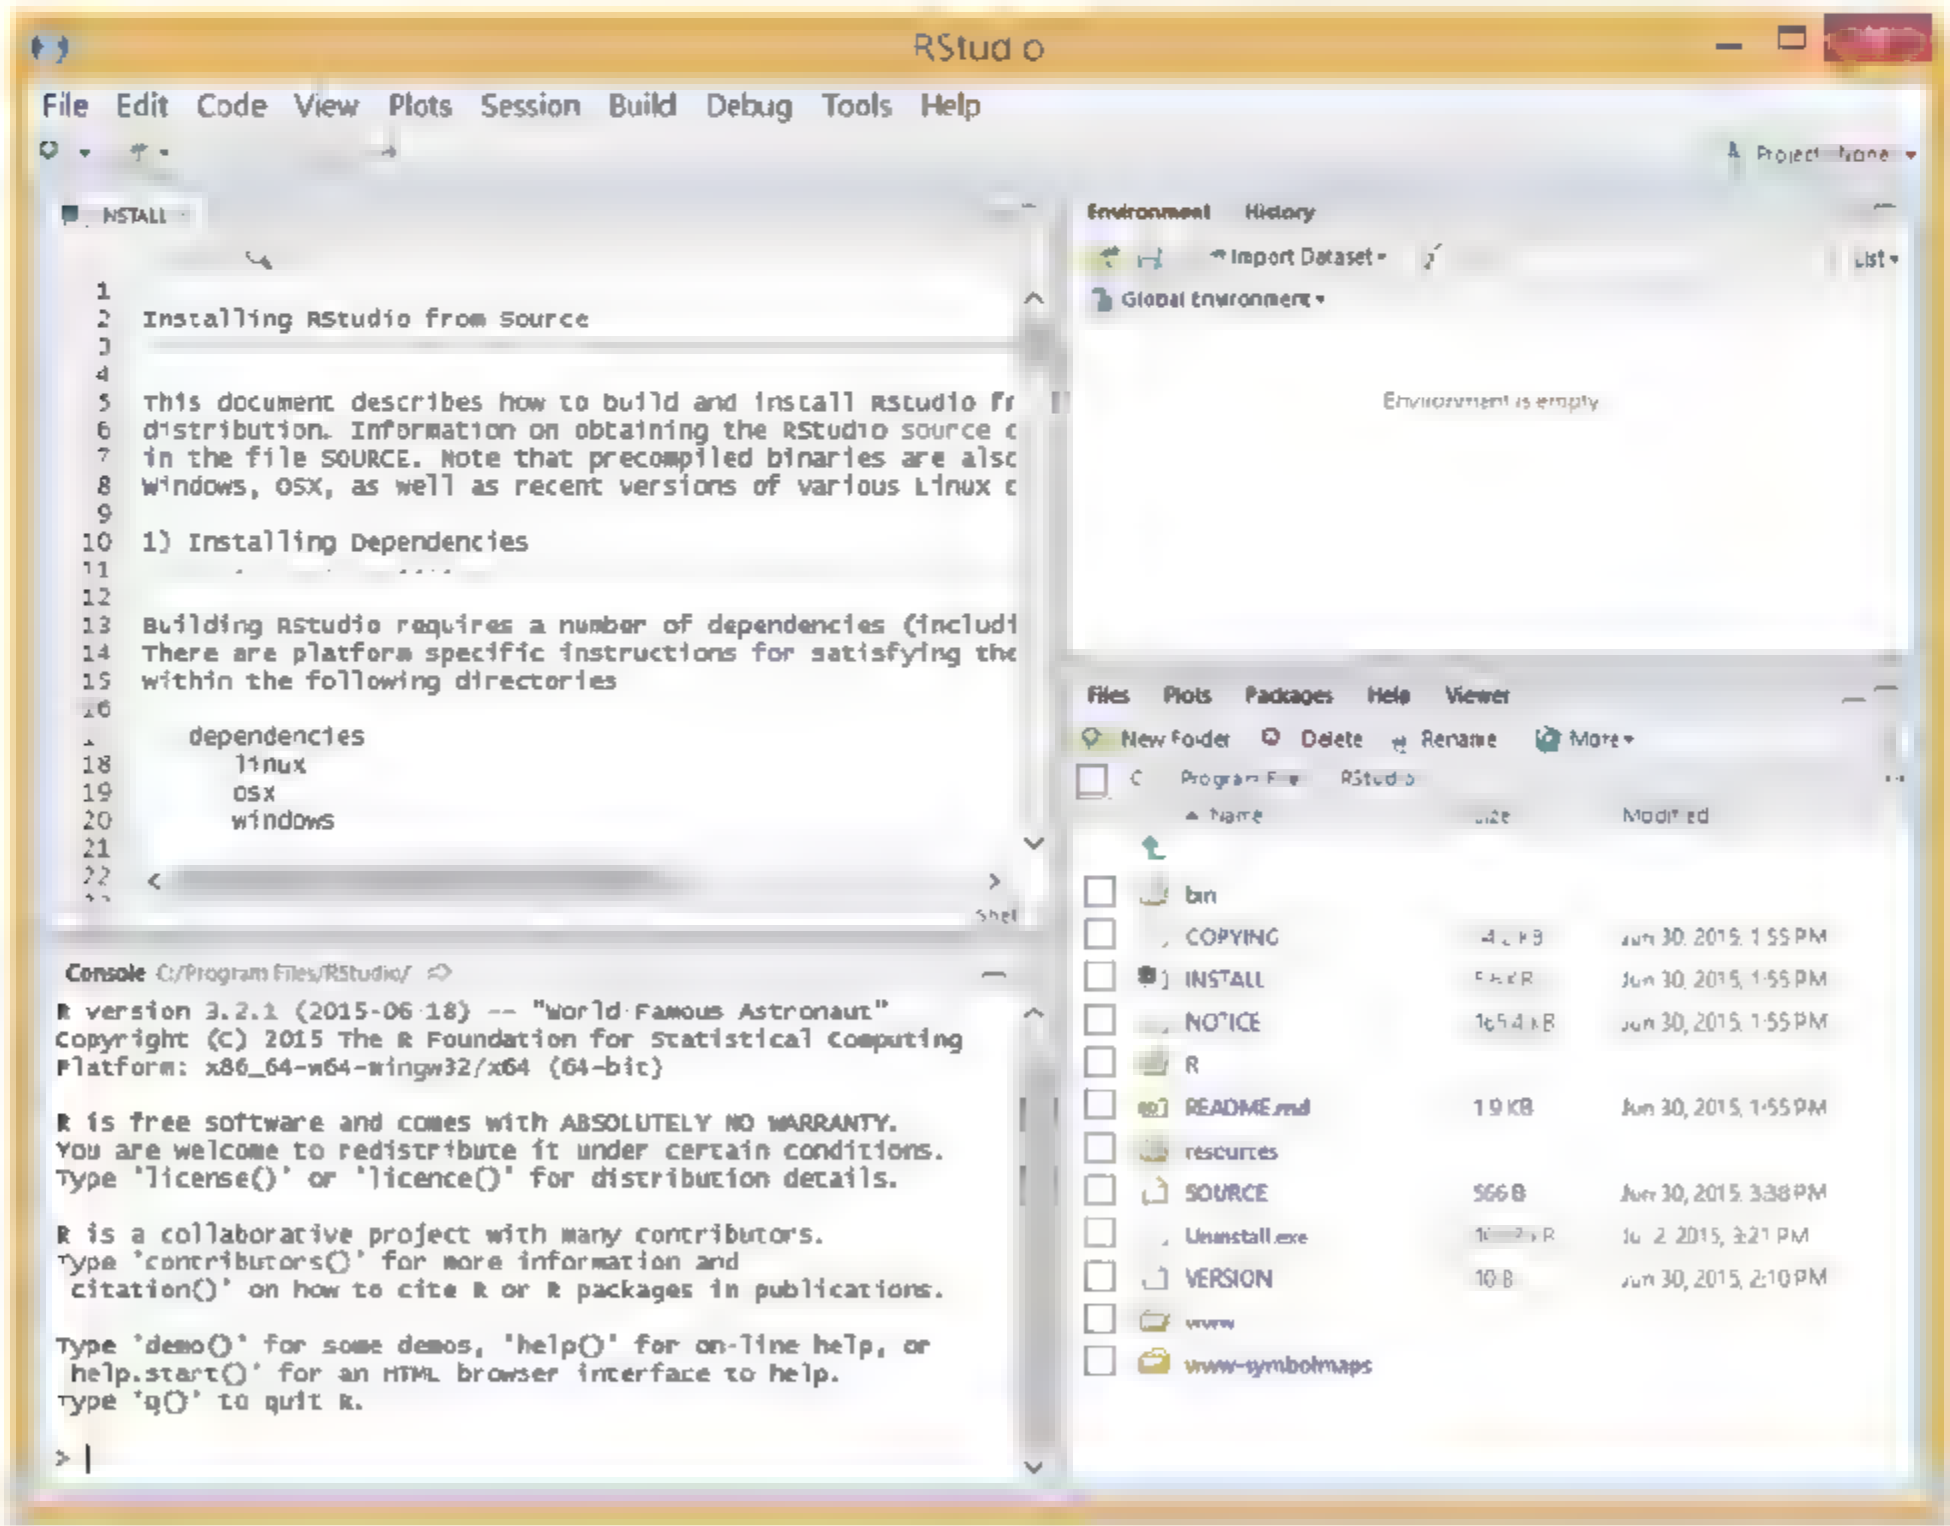 RStudio
File Edit Code View Plots Session Build Debug Tools Help
Project: None
INSTALL
1
2 Installing RStudio from Source
3
4
5 This document describes how to build and install RStudio fr
6 distribution. Information on obtaining the RStudio source c
7 in the file SOURCE. Note that precompiled binaries are also
8 Windows, OSX, as well as recent versions of various Linux
9
10 1) Installing Dependencies
11
12
13 Building RStudio requires a number of dependencies (includi
14 There are platform specific instructions for satisfying the
15 within the following directories
16
dependencies
18 linux
19 osx
20 windows
21
22
Shell
Console C:/Program Files/RStudio/
R version 3.2.1 (2015-06-18) -- "World-Famous Astronaut"
Copyright (C) 2015 The R Foundation for Statistical Computing
Platform: x86_64-w64-mingw32/x64 (64-bit)
R is free software and comes with ABSOLUTELY NO WARRANTY.
You are welcome to redistribute it under certain conditions.
Type 'license()' or 'licence()' for distribution details.
R is a collaborative project with many contributors.
Type 'contributors()' for more information and
'citation()' on how to cite R or R packages in publications.
Type 'demo()' for some demos, 'help()' for on-line help, or
'help.start()' for an HTML browser interface to help.
Type 'q()' to quit R.
>
Environment History
Import Dataset List
Global Environment
Environment is empty
Files Plots Packages Help Viewer
New Folder Delete Rename More
C: Program Files RStudio
Name Size Modified
bin
COPYING Jun 30, 2015, 1:55 PM
INSTALL Jun 30, 2015, 1:55 PM
NOTICE 165.4 KB Jun 30, 2015, 1:55 PM
R
README.md 1.9 KB Jun 30, 2015, 1:55 PM
resources
SOURCE 566 B Jun 30, 2015, 3:38 PM
Uninstall.exe Jul 2, 2015, 3:21 PM
VERSION 10 B Jun 30, 2015, 2:10 PM
www
www-symbolmaps